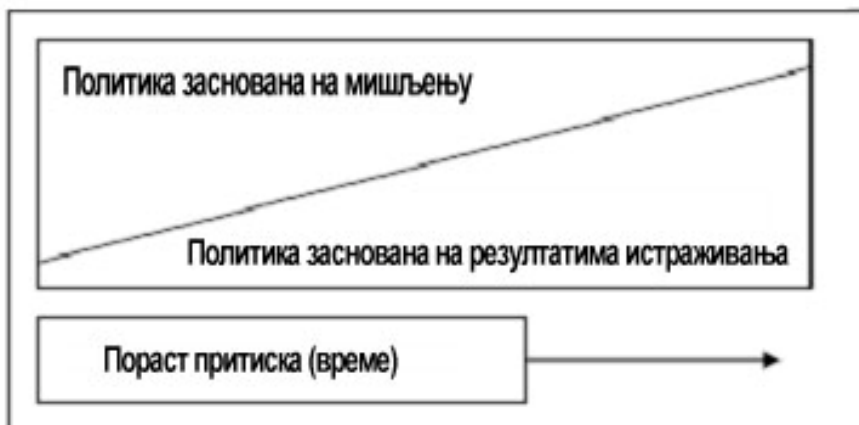 Политика заснована на мишљењу
Политика заснована на резултатима истраживања
Пораст притиска (време)